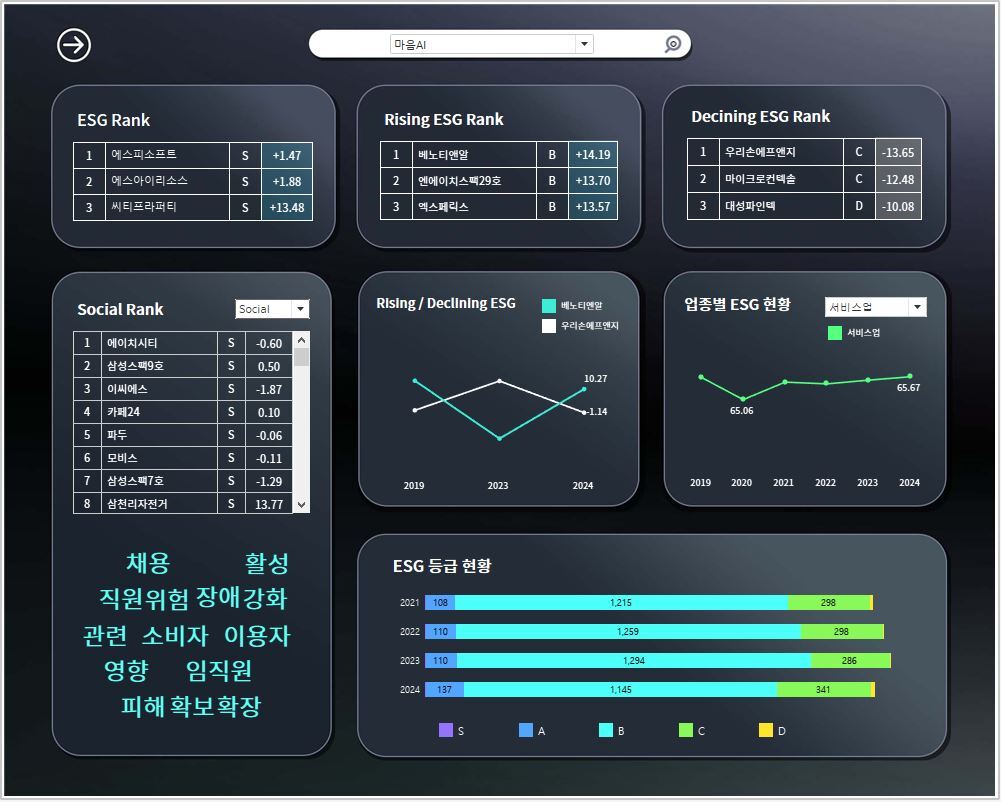 마음AI
ESG Rank
1 에스피소프트 S +1.47
2 에스아이리소스 S +1.88
3 씨티프라퍼티 S +13.48
Rising ESG Rank
1 베노티앤알 B +14.19
2 엔에이치스팩29호 B +13.70
3 엑스페릭스 B +13.57
Decining ESG Rank
1 우리손에프앤지 C -13.65
2 마이크로컨텍솔 C -12.48
3 대성파인텍 D -10.08
Social Rank
Social
1 에이치시티 S -0.60
2 삼성스팩9호 S 0.50
3 이씨에스 S -1.87
4 카페24 S 0.10
5 파두 S -0.06
6 모비스 S -0.11
7 삼성스팩7호 S -1.29
8 삼천리자전거 S 13.77
채용 활성
직원위험 장애강화
관련 소비자 이용자
영향 임직원
피해 확보확장
Rising / Declining ESG
베노티앤알
우리손에프앤지
10.27
-1.14
2019 2023 2024
업종별 ESG 현황
서비스업
서비스업
65.06
65.67
2019 2020 2021 2022 2023 2024
ESG 등급 현황
2021 108 1,215 298
2022 110 1,259 298
2023 110 1,294 286
2024 137 1,145 341
S A B C D